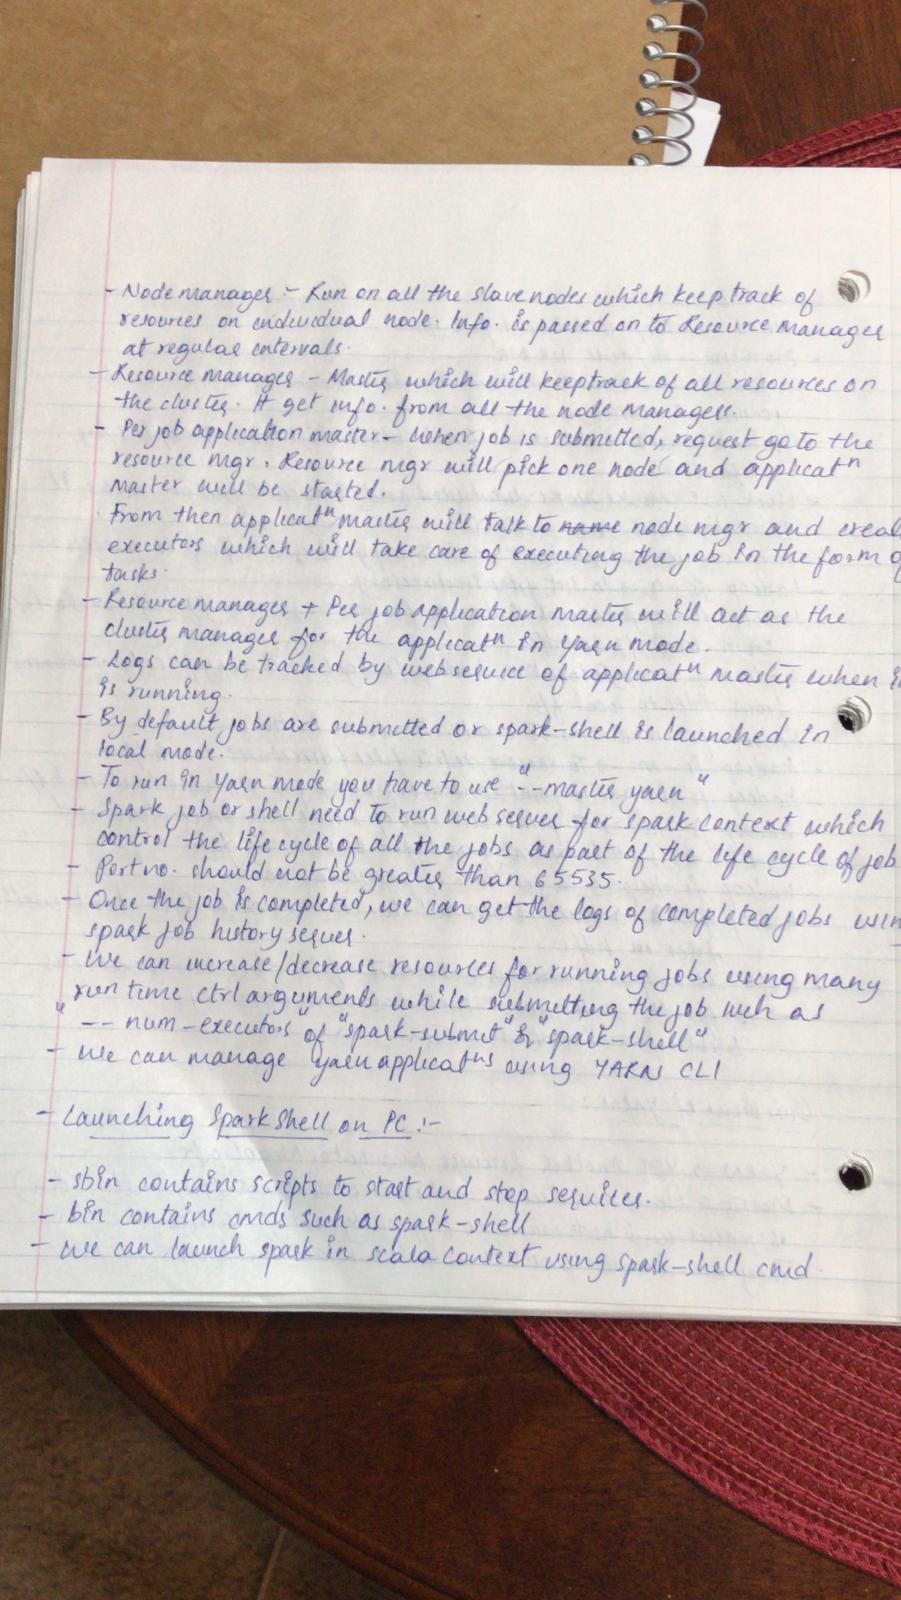 - Node manager :- Run on all the slave nodes which keep track of
resources on individual node. Info. is passed on to Resource Manager
at regular intervals.
- Resource manager - Master which will keep track of all resources on
the cluster. It get info. from all the node managers.
- Per job application master - When job is submitted, request go to the
resource mgr. Resource mgr will pick one node and applicatn
master will be started.
From then applicatn master will talk to name node mgr and creat
executors which will take care of executing the job in the form of
tasks.
- Resource manager + Per job application master will act as the
cluster manager for the applicatn in Yarn mode.
- Logs can be tracked by webservice of applicatn master when i
is running.
- By default jobs are submitted or spark-shell is launched in
local mode.
- To run in Yarn mode you have to use "--master yarn"
- Spark job or shell need to run web server for spark context which
control the life cycle of all the jobs as part of the life cycle of job
- Port no. should not be greater than 65535.
- Once the job is completed, we can get the logs of completed jobs usin
spark job history server.
- We can increase/decrease resources for running jobs using many
run time ctrl arguments while submitting the job such as
"-- num-executors" of "spark-submit" & "spark-shell"
- We can manage yarn applicatns using YARN CLI
- Launching Spark Shell on PC :-
- sbin contains scripts to start and stop services.
- bin contains cmds such as spark-shell
- We can launch spark in scala context using spark-shell cmd.